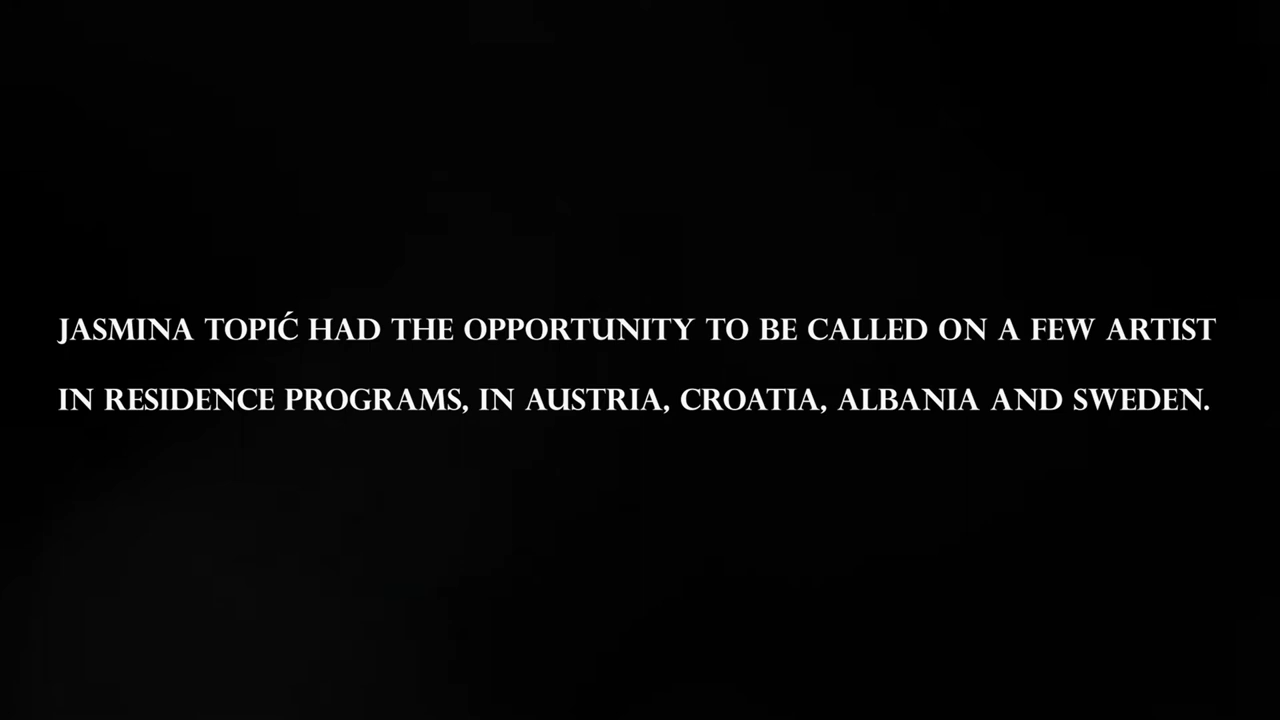 JASMINA TOPIĆ HAD THE OPPORTUNITY TO BE CALLED ON A FEW ARTIST
IN RESIDENCE PROGRAMS, IN AUSTRIA, CROATIA, ALBANIA AND SWEDEN.